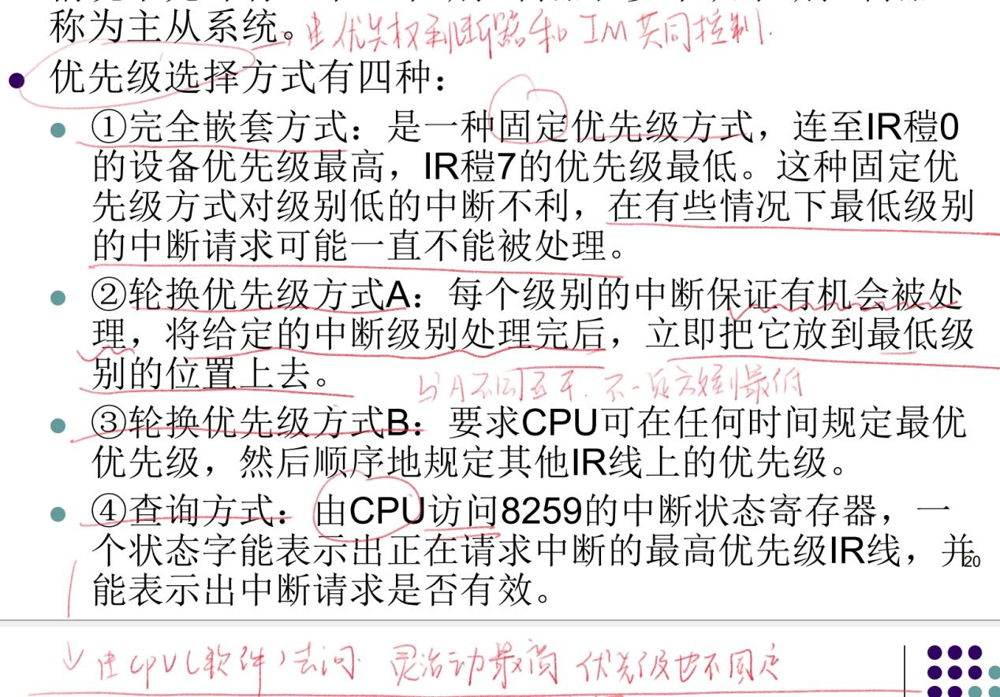 称为主从系统。由优先权判断器和 IM 共同控制.
优先级选择方式有四种：
①完全嵌套方式：是一种固定优先级方式，连至IR穑0
的设备优先级最高，IR穑7的优先级最低。这种固定优
先级方式对级别低的中断不利，在有些情况下最低级别
的中断请求可能一直不能被处理。
②轮换优先级方式A：每个级别的中断保证有机会被处
理，将给定的中断级别处理完后，立即把它放到最低级
别的位置上去。
与A不同 不一定放到最低
③轮换优先级方式B：要求CPU可在任何时间规定最优
优先级，然后顺序地规定其他IR线上的优先级。
④查询方式：由CPU访问8259的中断状态寄存器，一
个状态字能表示出正在请求中断的最高优先级IR线，并
能表示出中断请求是否有效。
20
由CPU(软件)去问 灵活动最高 优先级也不固定